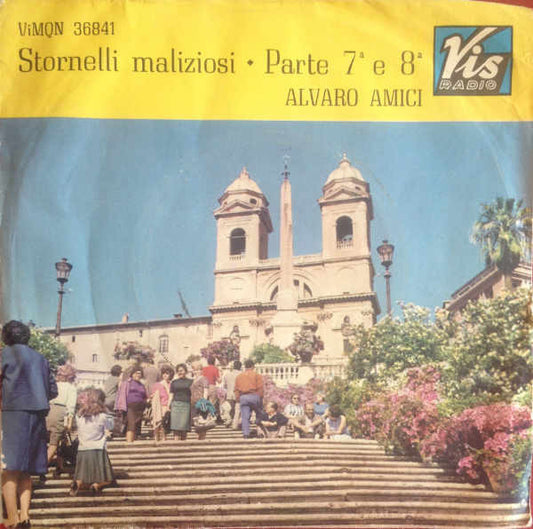 ViMQN 36841
Stornelli maliziosi • Parte 7ª e 8ª
ALVARO AMICI
Vis
RADIO